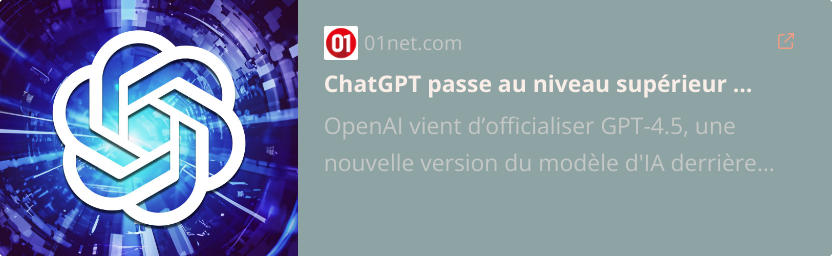 01 01net.com
ChatGPT passe au niveau supérieur ...
OpenAI vient d’officialiser GPT-4.5, une
nouvelle version du modèle d'IA derrière...